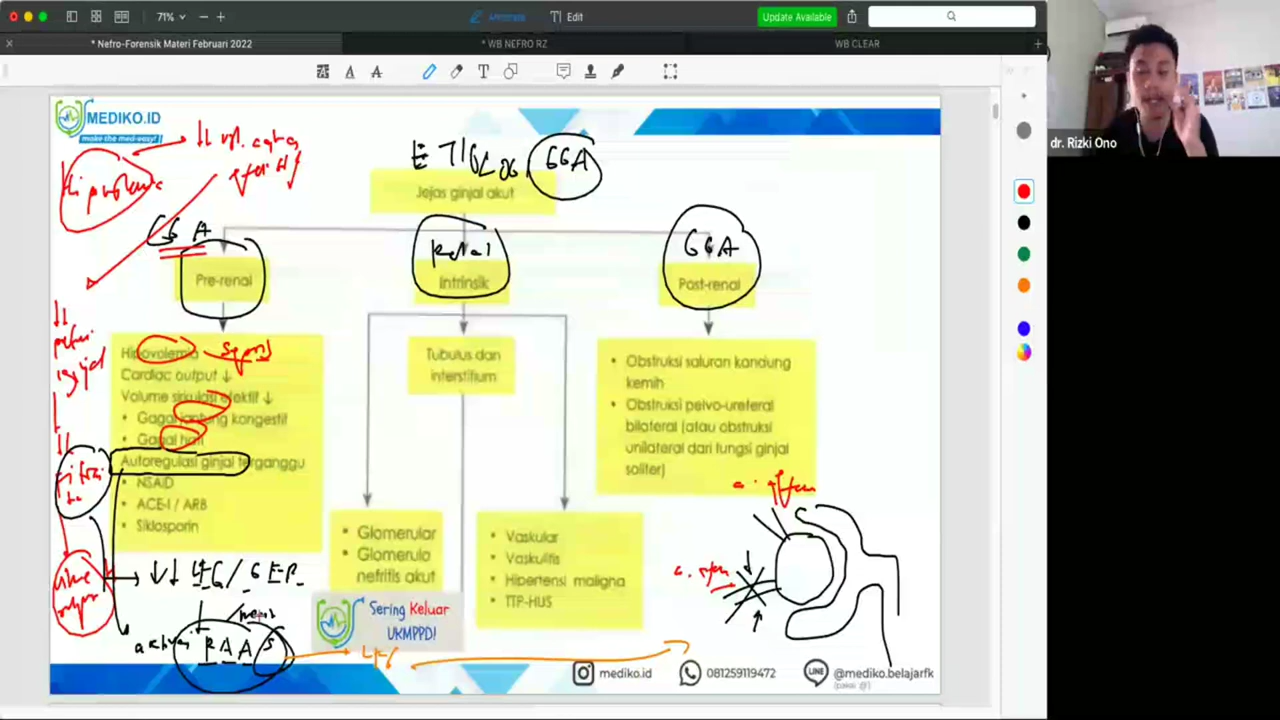 71%
Edit
Update Available
* Nefro-Forensik Materi Februari 2022
* WB NEFRO RZ
WB CLEAR
dr. Rizki Ono
MEDIKO.ID
make the med-easy!
GGA
Jejas ginjal akut
GGA
Renal
GGA
Pre-renal
Intrinsik
Post-renal
Hipovolemia
Cardiac output ↓
Volume sirkulasi efektif ↓
• Gagal jantung kongestif
• Gagal hati
Autoregulasi ginjal terganggu
• NSAID
• ACE-I / ARB
• Siklosporin
Tubulus dan
interstitium
• Obstruksi saluran kandung
kemih
• Obstruksi pelvo-ureteral
bilateral (atau obstruksi
unilateral dari fungsi ginjal
soliter)
• Glomerular
• Glomerulo
nefritis akut
• Vaskular
• Vaskulitis
• Hipertensi maligna
• TTP-HUS
↓↓ LFG /
RAAS
LFG
Sering Keluar
UKMPPD!
mediko.id
081259119472
@mediko.belajarfk
(pakai @)